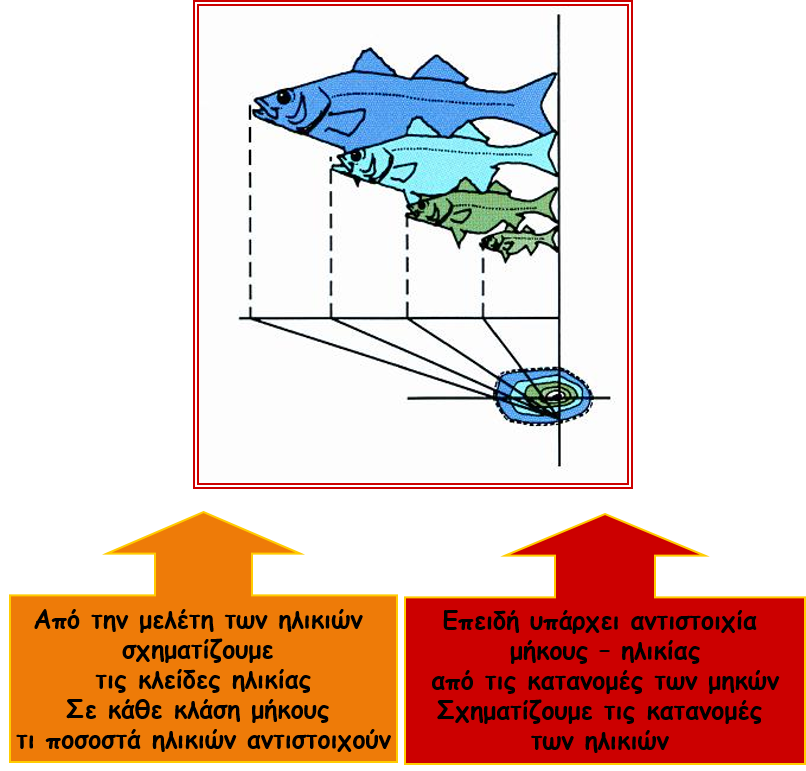 Από την μελέτη των ηλικιών
σχηματίζουμε
τις κλείδες ηλικίας
Σε κάθε κλάση μήκους
τι ποσοστά ηλικιών αντιστοιχούν
Επειδή υπάρχει αντιστοιχία
μήκους - ηλικίας
από τις κατανομές των μηκών
Σχηματίζουμε τις κατανομές
των ηλικιών